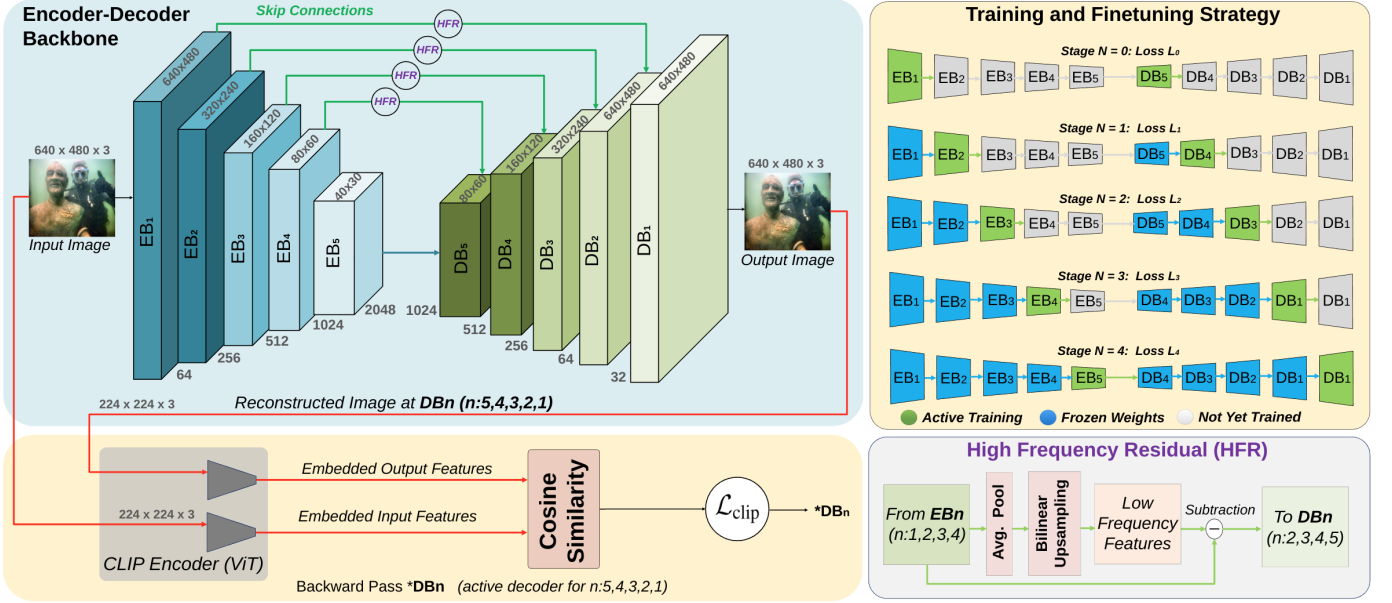 Encoder-Decoder
Backbone
Skip Connections
HFR
HFR
HFR
HFR
640x480
320x240
160x120
80x60
40x30
80x60
160x120
320x240
640x480
640x480
640 x 480 x 3
Input Image
EB₁
EB₂
EB₃
EB₄
EB₅
DB₅
DB₄
DB₃
DB₂
DB₁
640 x 480 x 3
Output Image
64
256
512
1024
2048
1024
512
256
64
32
224 x 224 x 3
Reconstructed Image at DBn (n:5,4,3,2,1)
Embedded Output Features
224 x 224 x 3
Embedded Input Features
CLIP Encoder (ViT)
Cosine
Similarity
ℒclip
*DBn
Backward Pass *DBn (active decoder for n:5,4,3,2,1)
Training and Finetuning Strategy
Stage N = 0: Loss L₀
EB₁ EB₂ EB₃ EB₄ EB₅ DB₅ DB₄ DB₃ DB₂ DB₁
Stage N = 1: Loss L₁
EB₁ EB₂ EB₃ EB₄ EB₅ DB₅ DB₄ DB₃ DB₂ DB₁
Stage N = 2: Loss L₂
EB₁ EB₂ EB₃ EB₄ EB₅ DB₅ DB₄ DB₃ DB₂ DB₁
Stage N = 3: Loss L₃
EB₁ EB₂ EB₃ EB₄ EB₅ DB₄ DB₃ DB₂ DB₁ DB₁
Stage N = 4: Loss L₄
EB₁ EB₂ EB₃ EB₄ EB₅ DB₄ DB₃ DB₂ DB₁ DB₁
Active Training Frozen Weights Not Yet Trained
High Frequency Residual (HFR)
From EBn
(n:1,2,3,4)
Avg. Pool
Bilinear
Upsampling
Low
Frequency
Features
Subtraction
−
To DBn
(n:2,3,4,5)